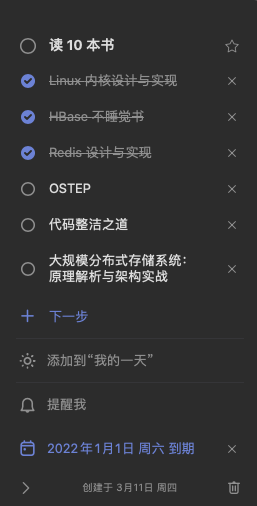 读 10 本书
Linux 内核设计与实现
HBase 不睡觉书
Redis 设计与实现
OSTEP
代码整洁之道
大规模分布式存储系统：
原理解析与架构实战
下一步
添加到“我的一天”
提醒我
2022年1月1日 周六 到期
创建于 3月11日 周四